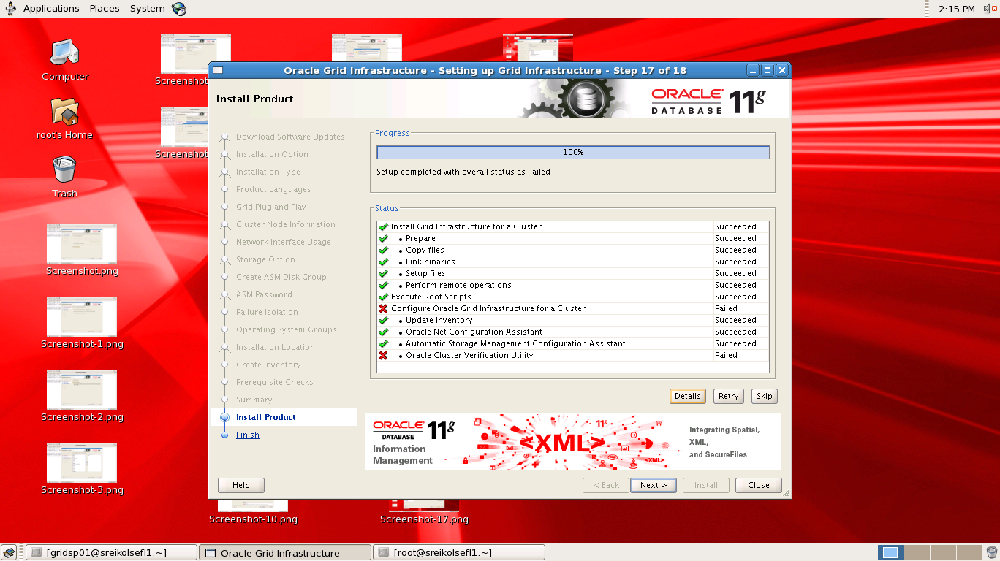 Applications Places System
2:15 PM
Computer
root's Home
Trash
Screenshot
Screenshot
Screenshot.png
Screenshot-1.png
Screenshot-2.png
Screenshot-3.png
Oracle Grid Infrastructure - Setting up Grid Infrastructure - Step 17 of 18
Install Product
ORACLE
DATABASE
11g
Download Software Updates
Installation Option
Installation Type
Product Languages
Grid Plug and Play
Cluster Node Information
Network Interface Usage
Storage Option
Create ASM Disk Group
ASM Password
Failure Isolation
Operating System Groups
Installation Location
Create Inventory
Prerequisite Checks
Summary
Install Product
Finish
Progress
100%
Setup completed with overall status as Failed
Status
Install Grid Infrastructure for a Cluster Succeeded
• Prepare Succeeded
• Copy files Succeeded
• Link binaries Succeeded
• Setup files Succeeded
• Perform remote operations Succeeded
Execute Root Scripts Succeeded
Configure Oracle Grid Infrastructure for a Cluster Failed
• Update Inventory Succeeded
• Oracle Net Configuration Assistant Succeeded
• Automatic Storage Management Configuration Assistant Succeeded
• Oracle Cluster Verification Utility Failed
Details Retry Skip
ORACLE
DATABASE
11g
Information
Management
11g
<XML>
<XML>
Integrating Spatial,
XML,
and SecureFiles
Help < Back Next > Install Close
Screenshot-10.png
Screenshot-17.png
[gridsp01@sreikolsefl1:~] Oracle Grid Infrastructure [root@sreikolsefl1:~]